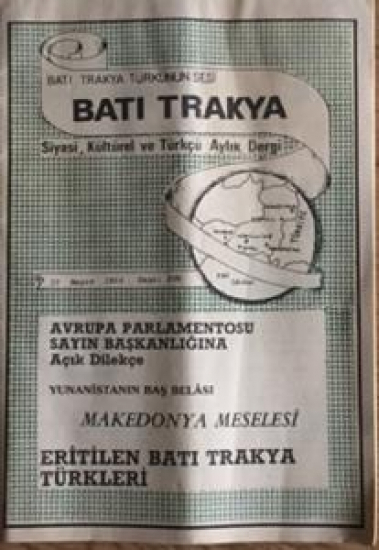 BATI TRAKYA TÜRKÜNÜN SESİ
BATI TRAKYA
Siyasi, Kültürel ve Türkçü Aylık Dergi
AVRUPA PARLAMENTOSU
SAYIN BAŞKANLIĞINA
Açık Dilekçe
YUNANİSTANIN BAŞ BELÂSI
MAKEDONYA MESELESİ
ERİTİLEN BATI TRAKYA
TÜRKLERİ